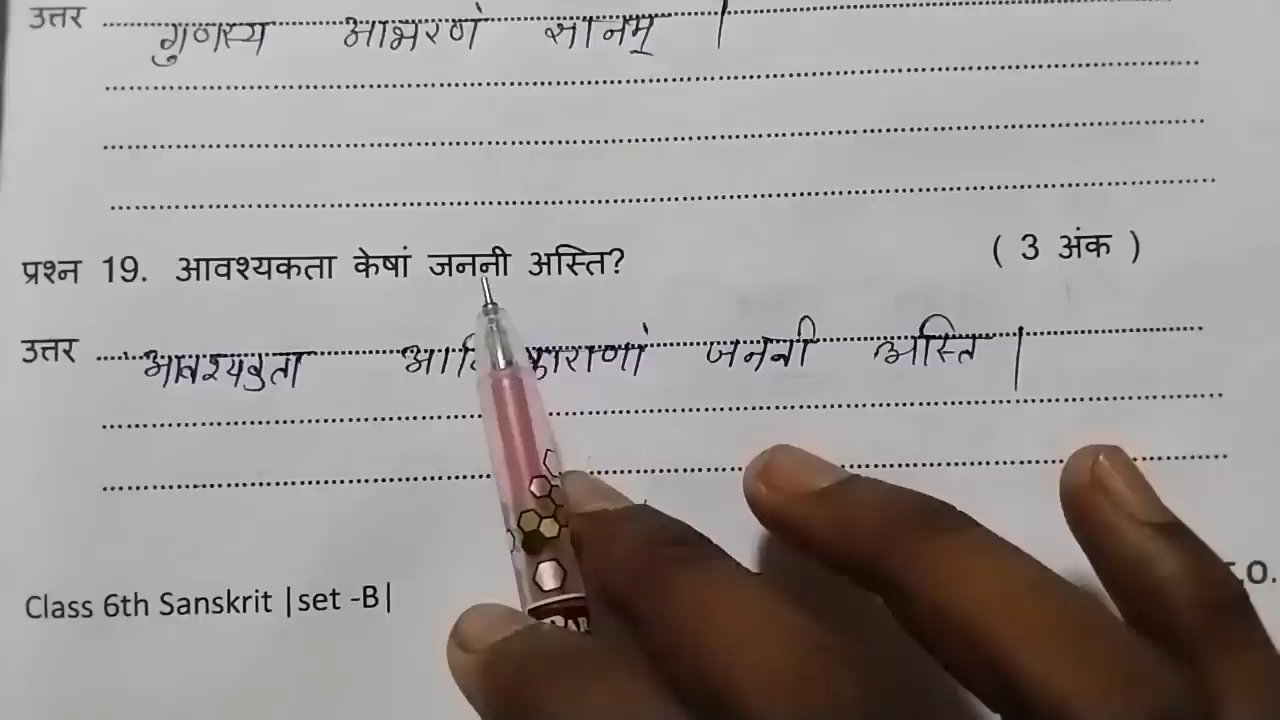 उत्तर गुणस्य आभरणं ज्ञानम् |
प्रश्न 19. आवश्यकता केषां जननी अस्ति? ( 3 अंक )
उत्तर आवश्यकता जननी अस्ति |
Class 6th Sanskrit |set -B|